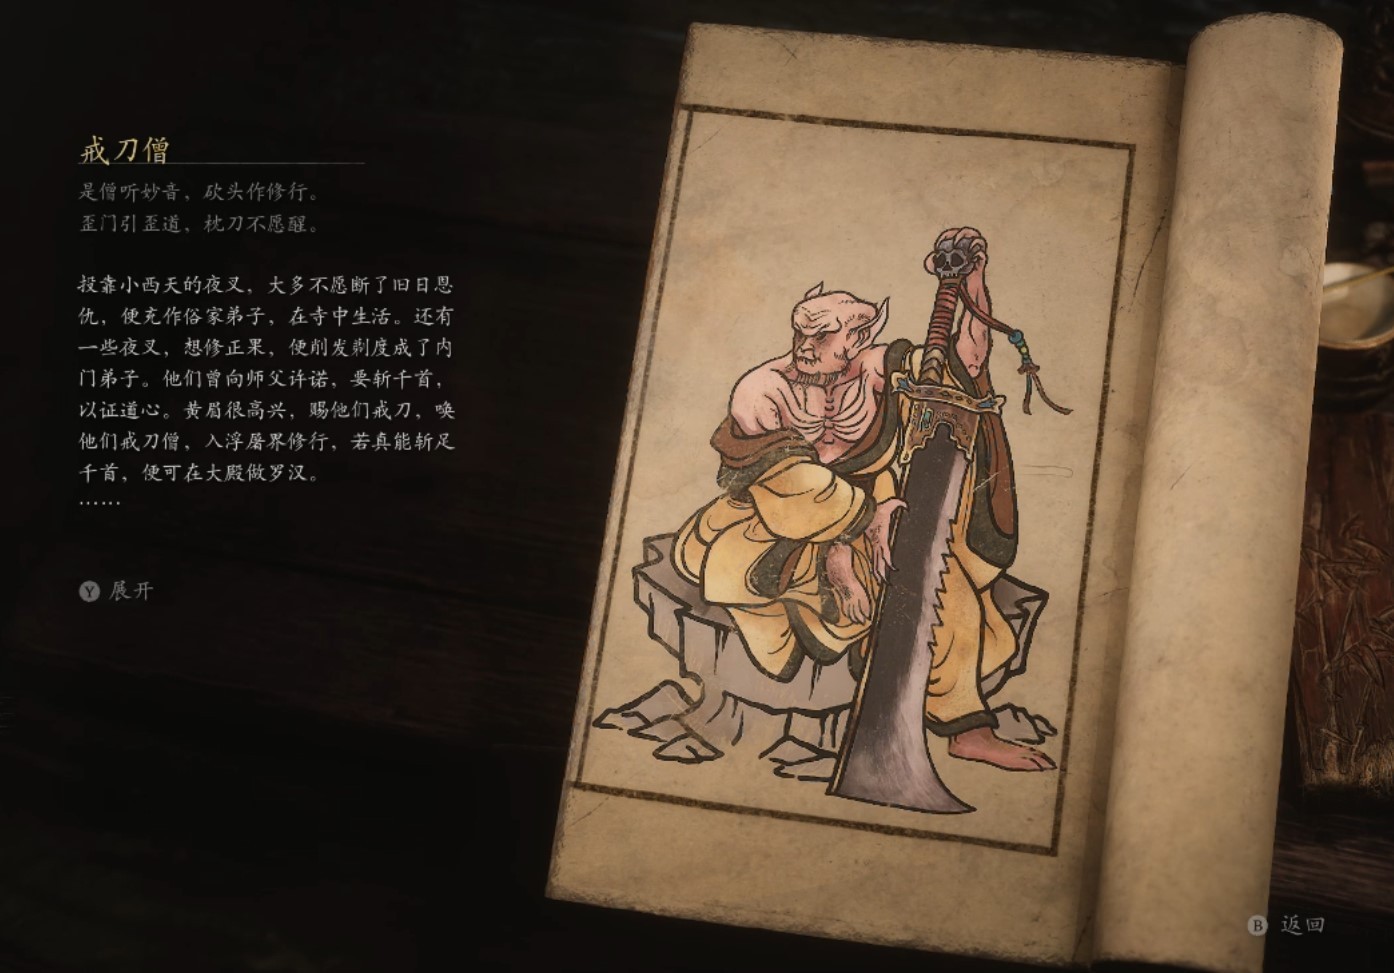 戒刀僧
是僧听妙音，砍头作修行。
歪门引歪道，枕刀不愿醒。
投靠小西天的夜叉，大多不愿断了旧日恩
仇，便充作俗家弟子，在寺中生活。还有
一些夜叉，想修正果，便削发剃度成了内
门弟子。他们曾向师父许诺，要斩千首，
以证道心。黄眉很高兴，赐他们戒刀，唤
他们戒刀僧，入浮屠界修行，若真能斩足
千首，便可在大殿做罗汉。
……
Y 展开
B 返回